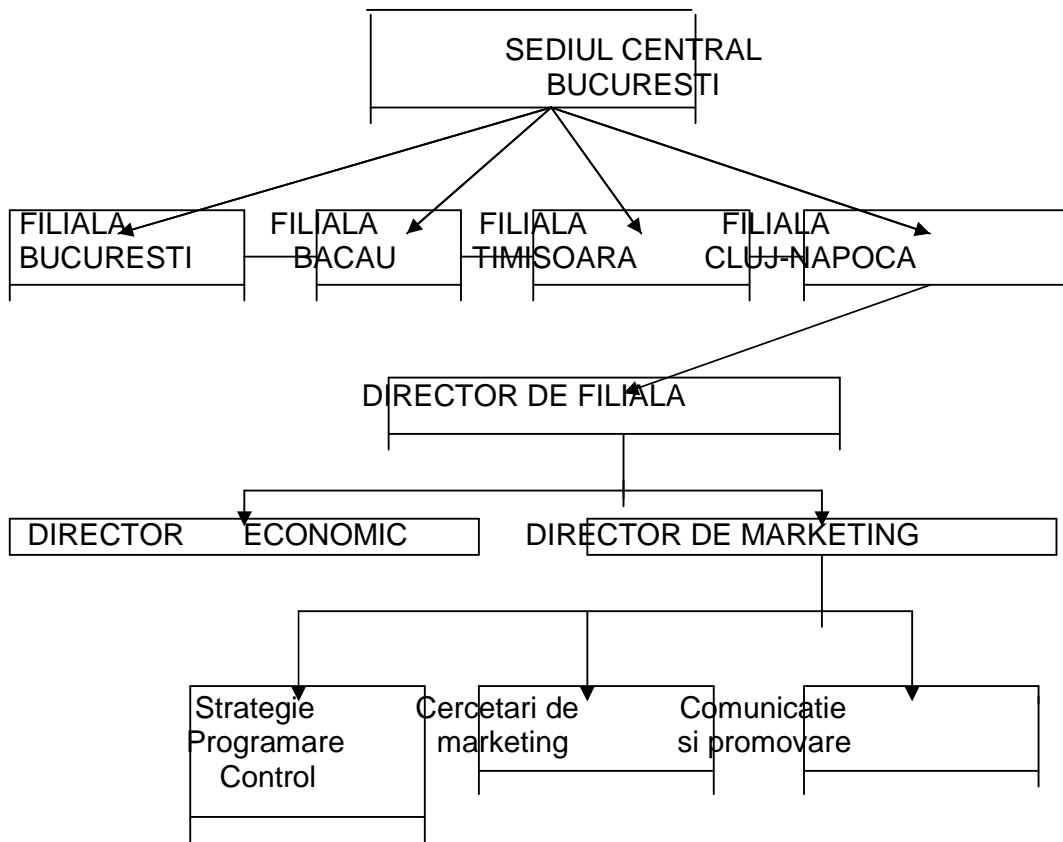 SEDIUL CENTRAL
BUCURESTI
FILIALA FILIALA FILIALA FILIALA
BUCURESTI BACAU TIMISOARA CLUJ-NAPOCA
DIRECTOR DE FILIALA
DIRECTOR ECONOMIC DIRECTOR DE MARKETING
Strategie Cercetari de Comunicatie
Programare marketing si promovare
Control